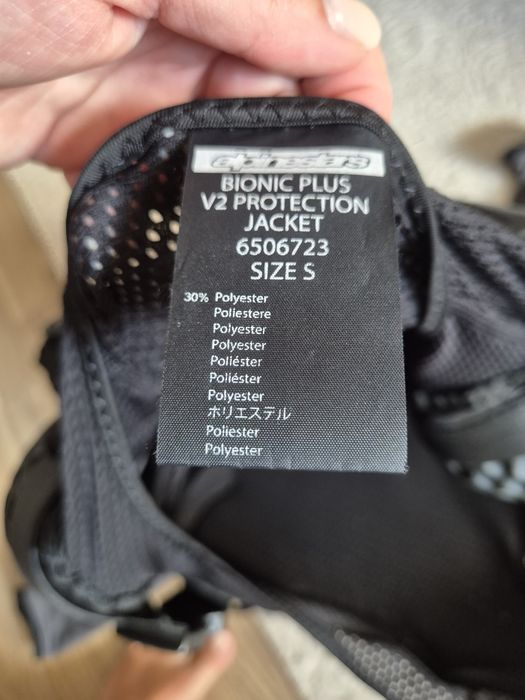 alpinestars
BIONIC PLUS
V2 PROTECTION
JACKET
6506723
SIZE S
30% Polyester
Poliestere
Polyester
Polyester
Poliéster
Poliéster
Polyester
ホリエステル
Poliester
Polyester